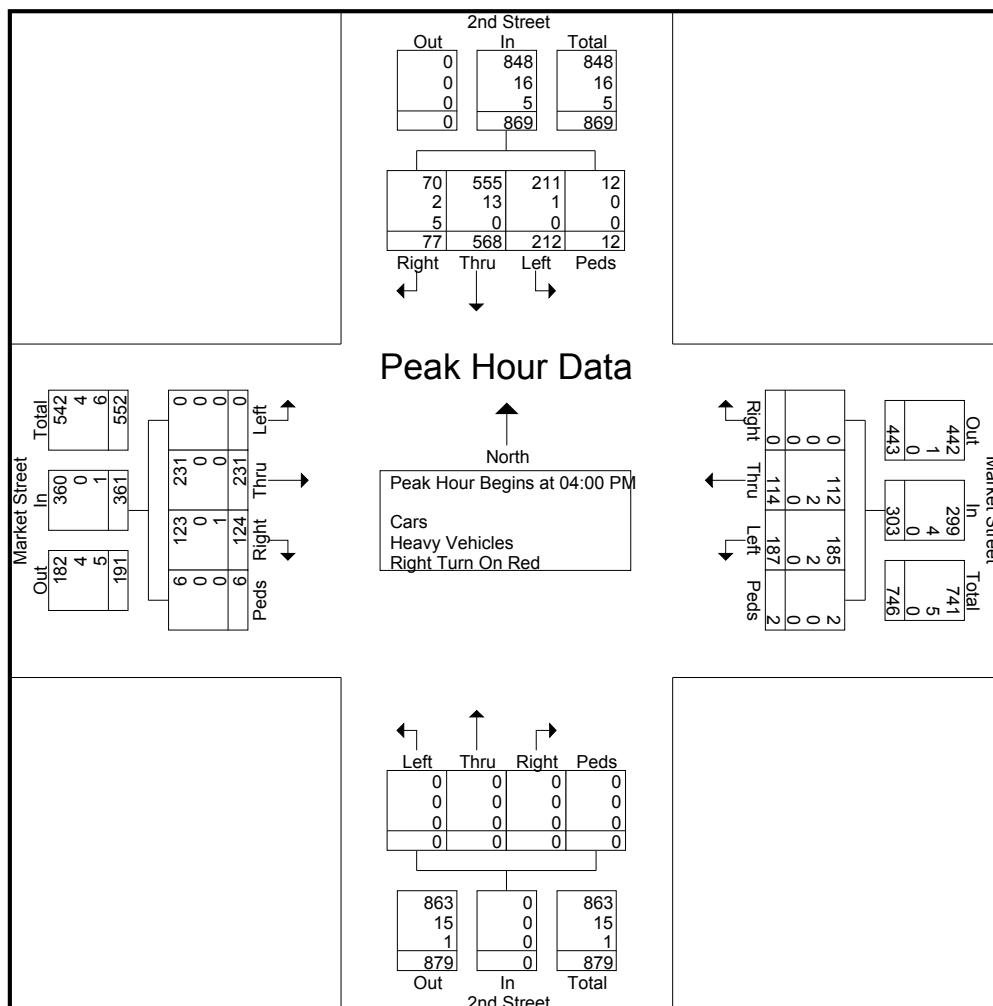 2nd Street
Out In Total
0 848 848
0 16 16
0 5 5
0 869 869
70 555 211 12
2 13 1 0
5 0 0 0
77 568 212 12
Right Thru Left Peds
Peak Hour Data
North
Peak Hour Begins at 04:00 PM
Cars
Heavy Vehicles
Right Turn On Red
Market Street
Total In Out
542 360 182
4 0 4
6 1 5
552 361 191
0 231 123 6
0 0 0 0
0 0 1 0
0 231 124 6
Left Thru Right Peds
Market Street
Out In Total
442 299 741
1 4 5
0 0 0
443 303 746
0 112 185 2
0 2 2 0
0 0 0 0
0 114 187 2
Right Thru Left Peds
Left Thru Right Peds
0 0 0 0
0 0 0 0
0 0 0 0
0 0 0 0
863 0 863
15 0 15
1 0 1
879 0 879
Out In Total
2nd Street